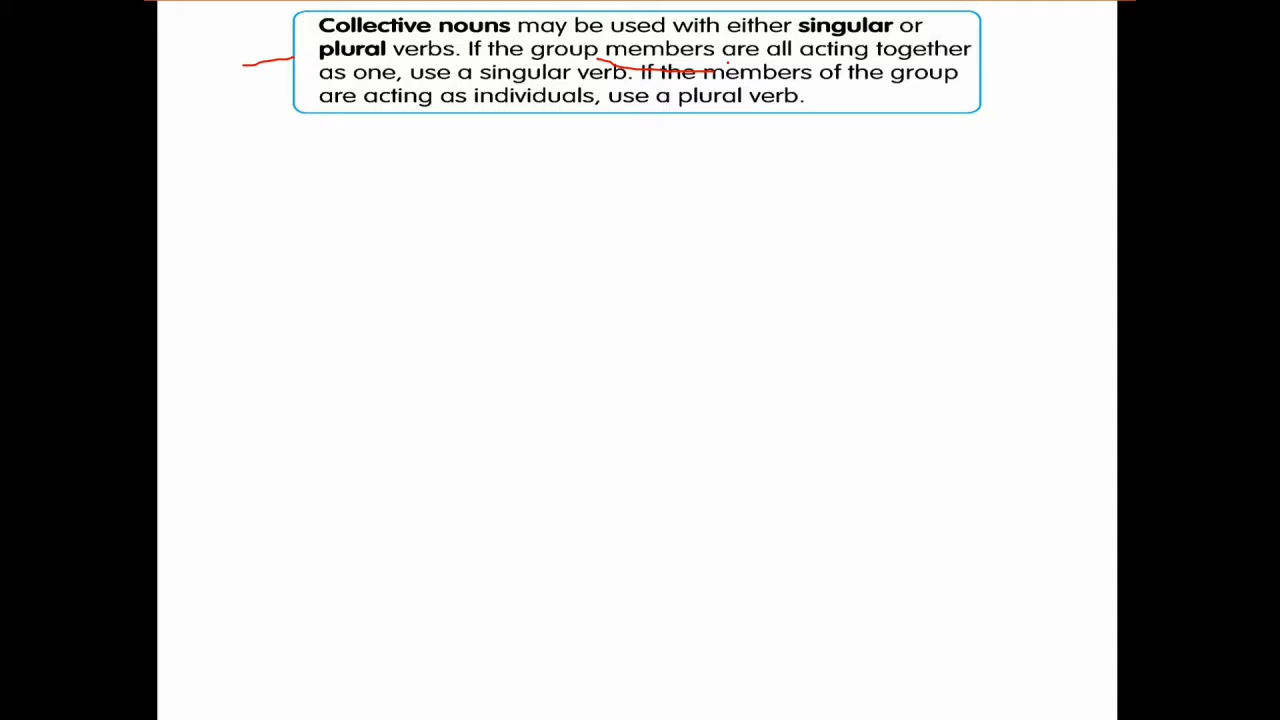 Collective nouns may be used with either singular or
plural verbs. If the group members are all acting together
as one, use a singular verb. If the members of the group
are acting as individuals, use a plural verb.